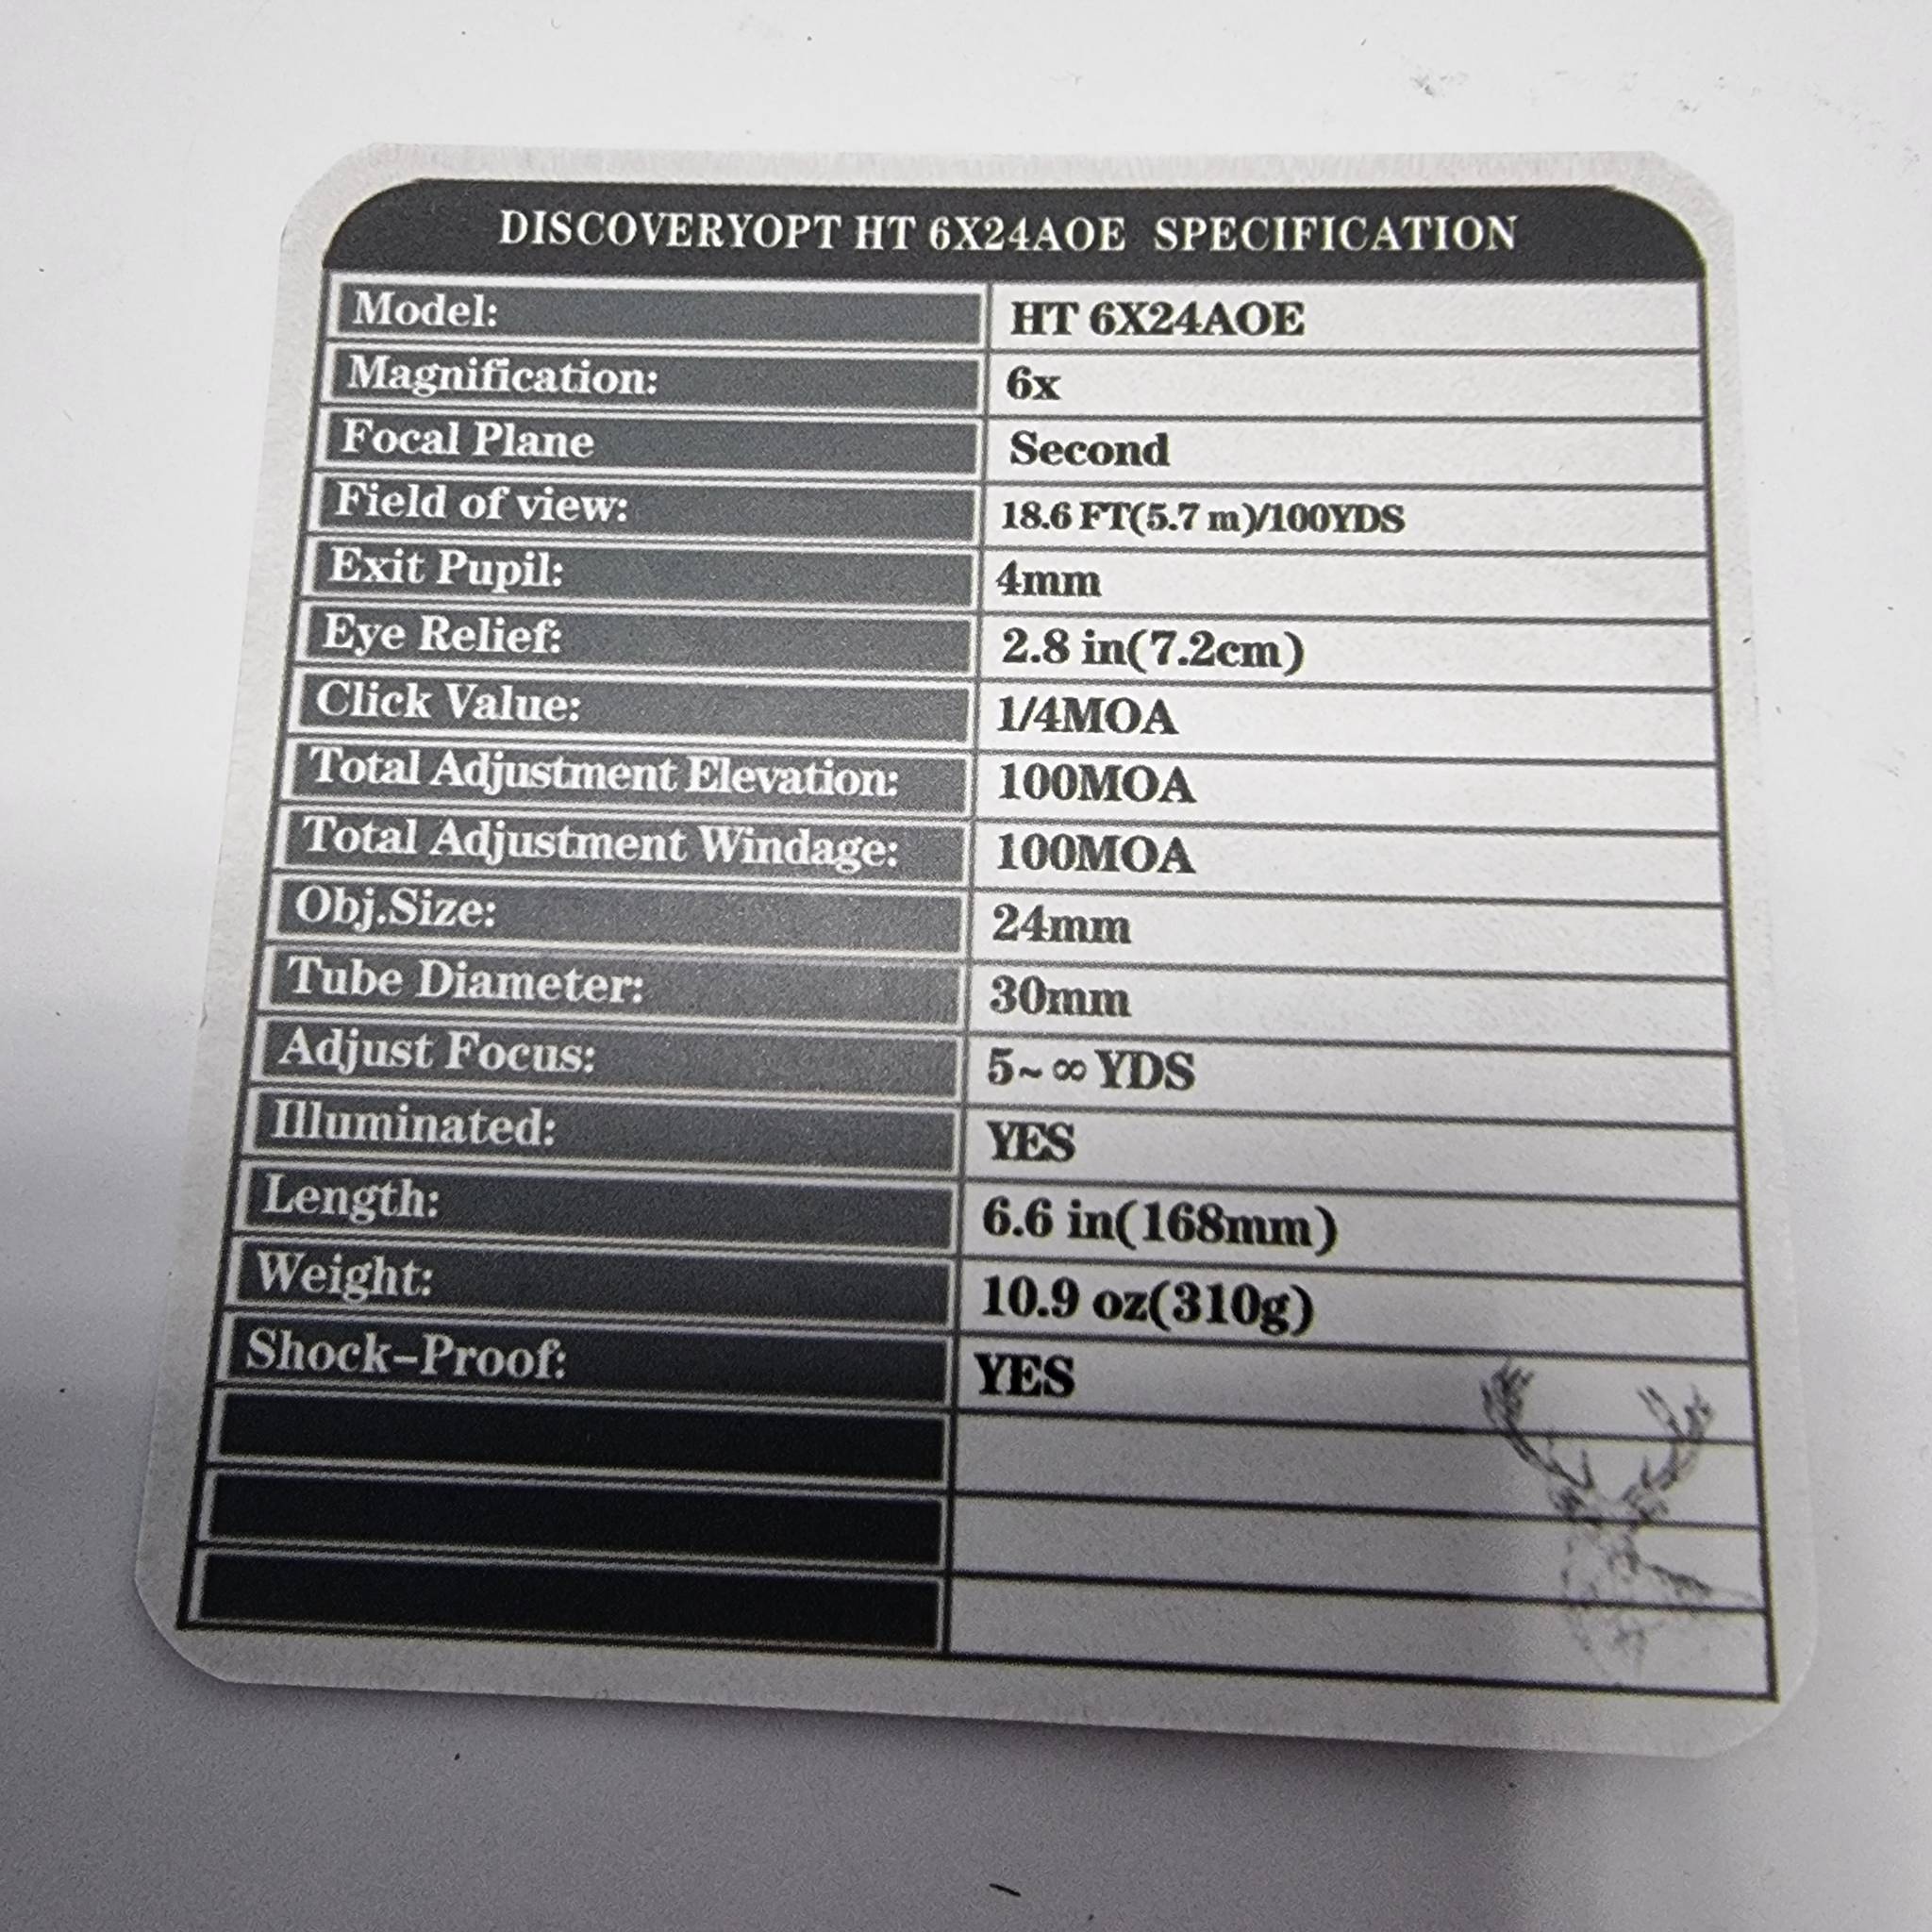 DISCOVERYOPT HT 6X24AOE SPECIFICATION
Model: HT 6X24AOE
Magnification: 6x
Focal Plane Second
Field of view: 18.6 FT(5.7 m)/100YDS
Exit Pupil: 4mm
Eye Relief: 2.8 in(7.2cm)
Click Value: 1/4MOA
Total Adjustment Elevation: 100MOA
Total Adjustment Windage: 100MOA
Obj.Size: 24mm
Tube Diameter: 30mm
Adjust Focus: 5~∞YDS
Illuminated: YES
Length: 6.6 in(168mm)
Weight: 10.9 oz(310g)
Shock-Proof: YES